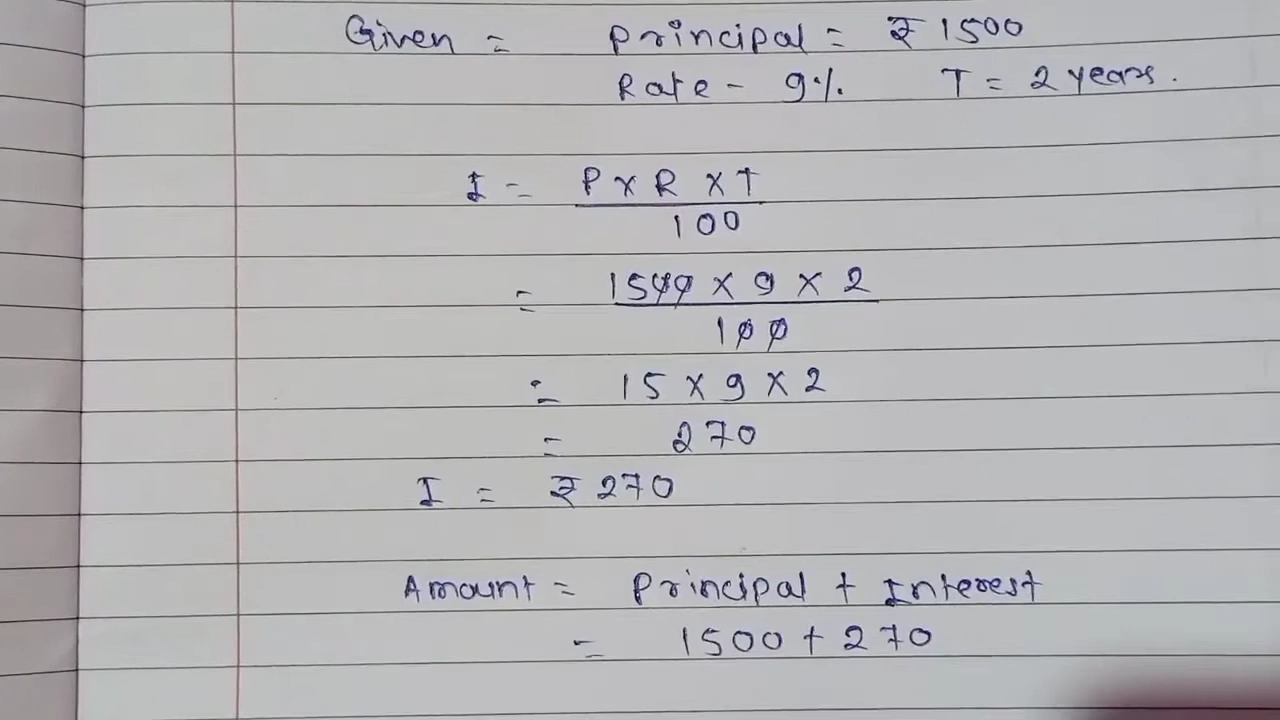 Given = Principal = ₹ 1500
Rate - 9% T = 2 years.
I = P x R x T
100
= 1500 x 9 x 2
100
= 15 x 9 x 2
= 270
I = ₹ 270
Amount = Principal + Interest
= 1500 + 270